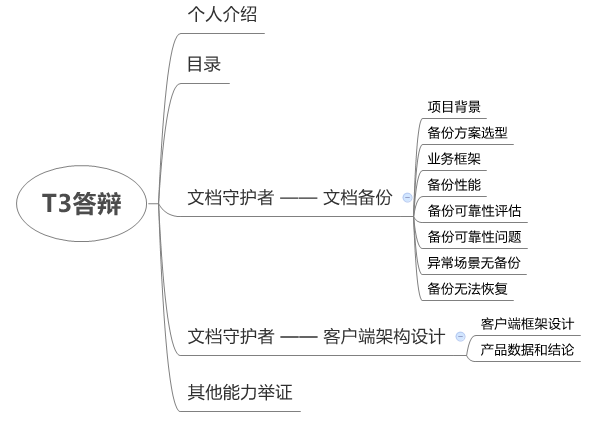 T3答辩
个人介绍
目录
文档守护者 —— 文档备份
项目背景
备份方案选型
业务框架
备份性能
备份可靠性评估
备份可靠性问题
异常场景无备份
备份无法恢复
文档守护者 —— 客户端架构设计
客户端框架设计
产品数据和结论
其他能力举证